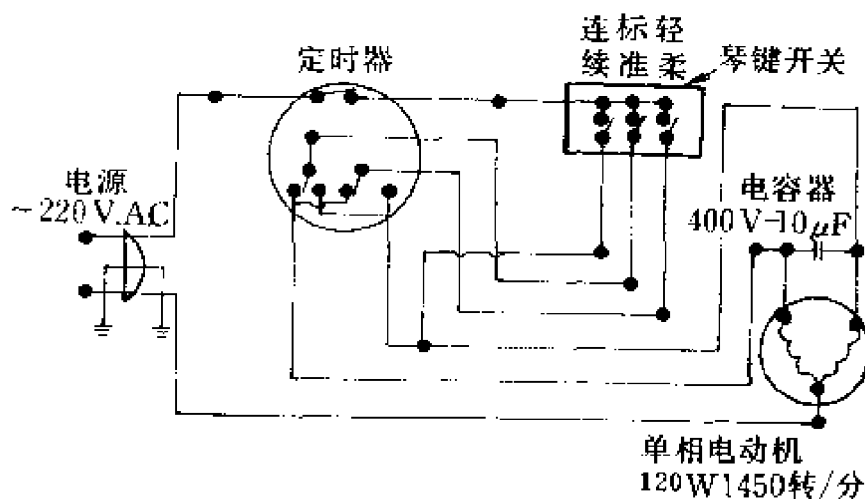 连标轻
续准柔
定时器
琴键开关
电源
~220V.AC
电容器
400V-10μF
单相电动机
120W1450转/分